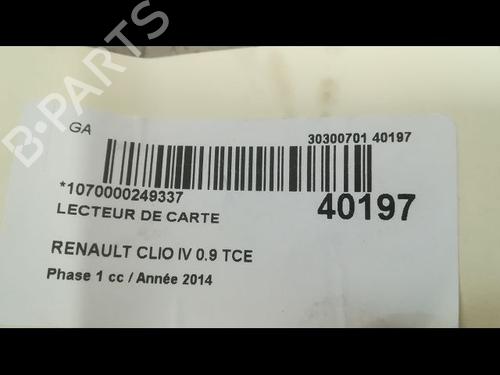 B-PARTS
GA
30300701 40197
*1070000249337
40197
LECTEUR DE CARTE
RENAULT CLIO IV 0.9 TCE
Phase 1 cc / Année 2014